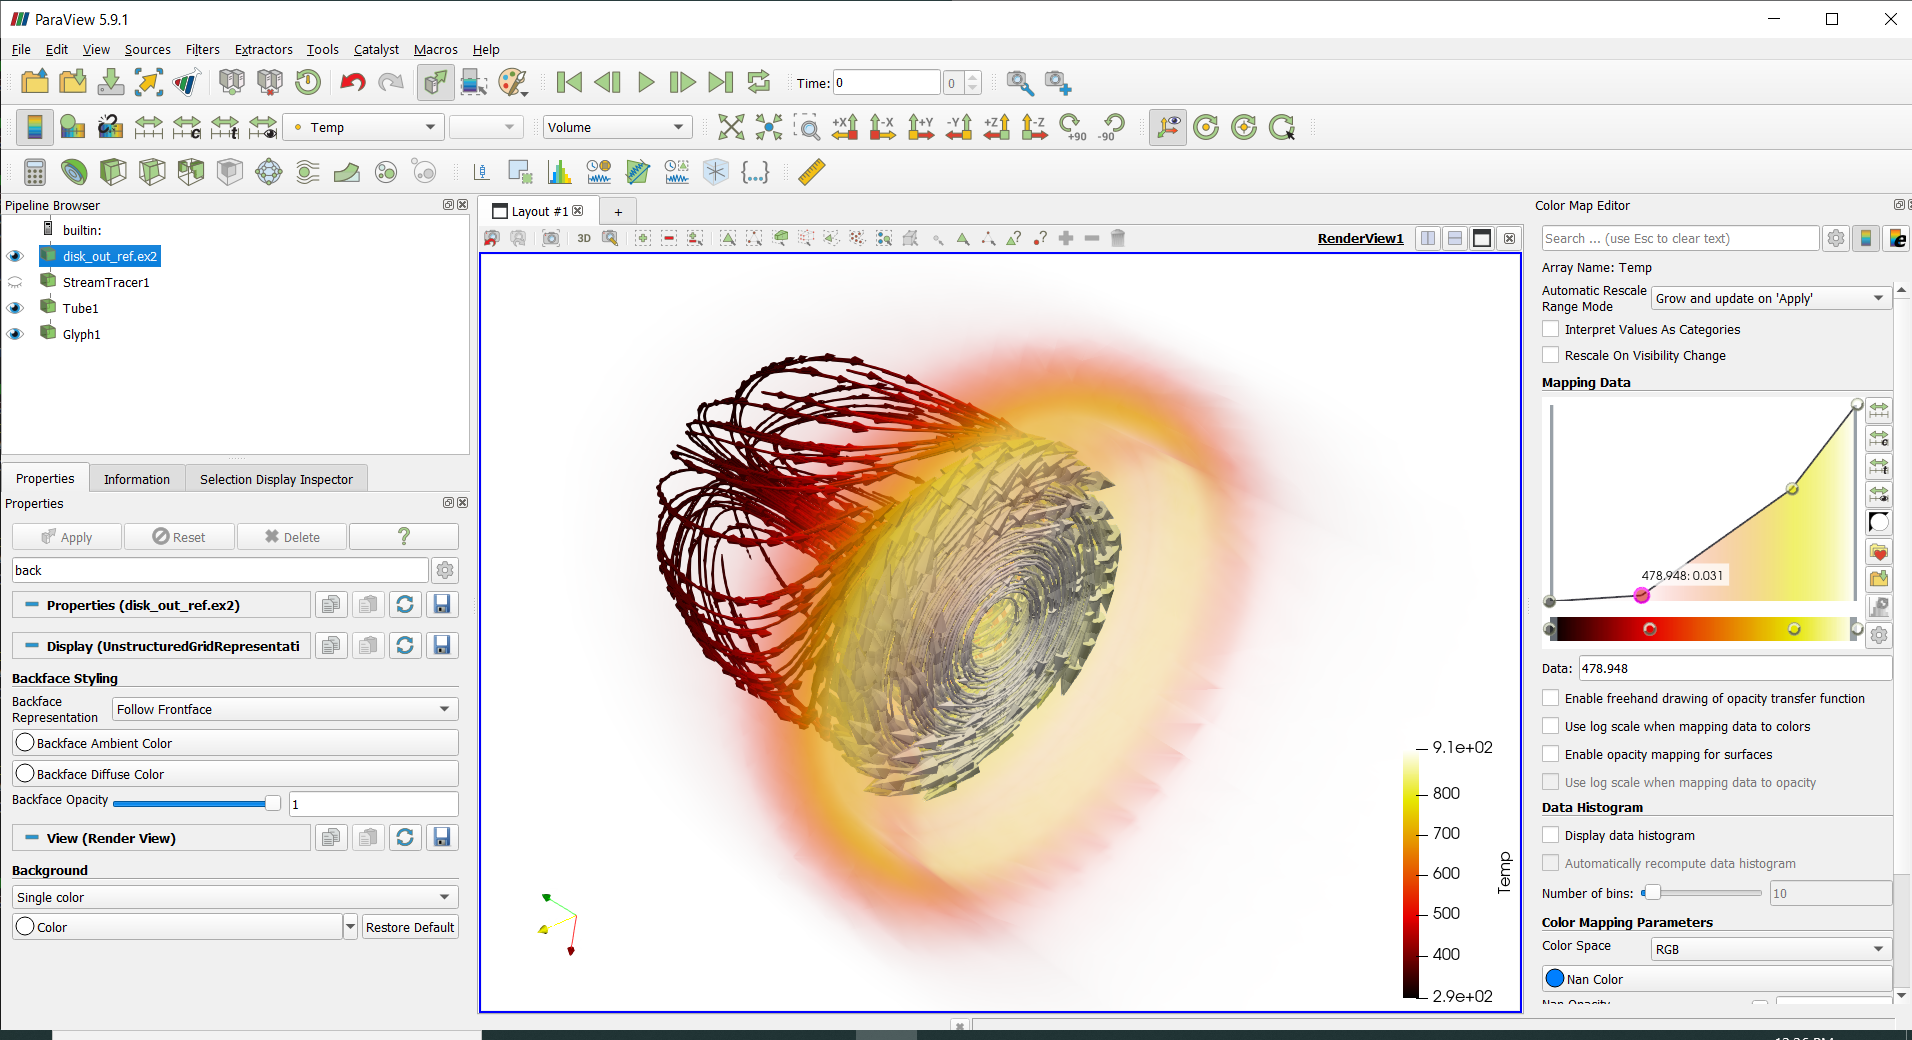 ParaView 5.9.1
File Edit View Sources Filters Extractors Tools Catalyst Macros Help
Time: 0 0
Temp Volume +X -X +Y -Y +Z -Z +90 -90
Pipeline Browser
builtin:
disk_out_ref.ex2
StreamTracer1
Tube1
Glyph1
Properties Information Selection Display Inspector
Properties
Apply Reset Delete ?
back
Properties (disk_out_ref.ex2)
Display (UnstructuredGridRepresentati
Backface Styling
Backface Representation Follow Frontface
Backface Ambient Color
Backface Diffuse Color
Backface Opacity 1
View (Render View)
Background
Single color
Color Restore Default
Layout #1 +
3D RenderView1
9.1e+02
800
700
600
500
400
2.9e+02
Temp
Color Map Editor
Search ... (use Esc to clear text)
Array Name: Temp
Automatic Rescale Range Mode Grow and update on 'Apply'
Interpret Values As Categories
Rescale On Visibility Change
Mapping Data
478.948: 0.031
Data: 478.948
Enable freehand drawing of opacity transfer function
Use log scale when mapping data to colors
Enable opacity mapping for surfaces
Use log scale when mapping data to opacity
Data Histogram
Display data histogram
Automatically recompute data histogram
Number of bins: 10
Color Mapping Parameters
Color Space RGB
Nan Color
Nan Opacity